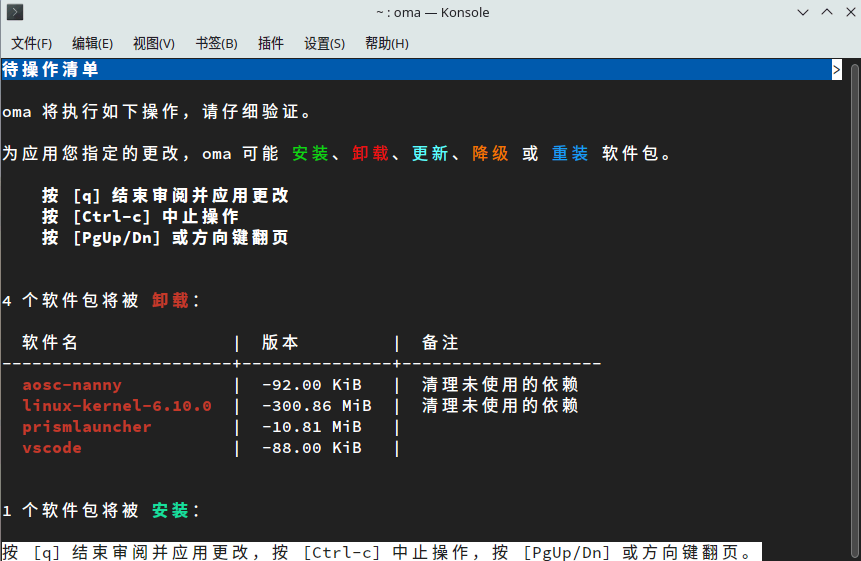 ~ : oma — Konsole
文件(F) 编辑(E) 视图(V) 书签(B) 插件 设置(S) 帮助(H)
待操作清单 >
oma 将执行如下操作，请仔细验证。
为应用您指定的更改，oma 可能 安装、卸载、更新、降级 或 重装 软件包。
按 [q] 结束审阅并应用更改
按 [Ctrl-c] 中止操作
按 [PgUp/Dn] 或方向键翻页
4 个软件包将被 卸载：
软件名 | 版本 | 备注
-----------------------+---------------+--------------------
aosc-nanny | -92.00 KiB | 清理未使用的依赖
linux-kernel-6.10.0 | -300.86 MiB | 清理未使用的依赖
prismlauncher | -10.81 MiB |
vscode | -88.00 KiB |
1 个软件包将被 安装：
按 [q] 结束审阅并应用更改，按 [Ctrl-c] 中止操作，按 [PgUp/Dn] 或方向键翻页。